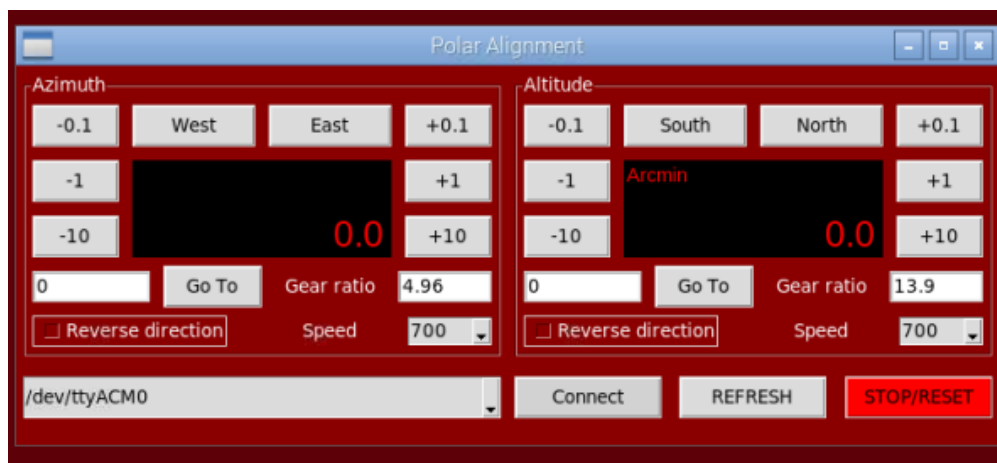 Polar Alignment
Azimuth
-0.1 West East +0.1
-1 +1
-10 0.0 +10
0 Go To Gear ratio 4.96
Reverse direction Speed 700
Altitude
-0.1 South North +0.1
-1 Arcmin +1
-10 0.0 +10
0 Go To Gear ratio 13.9
Reverse direction Speed 700
/dev/ttyACM0 Connect REFRESH STOP/RESET